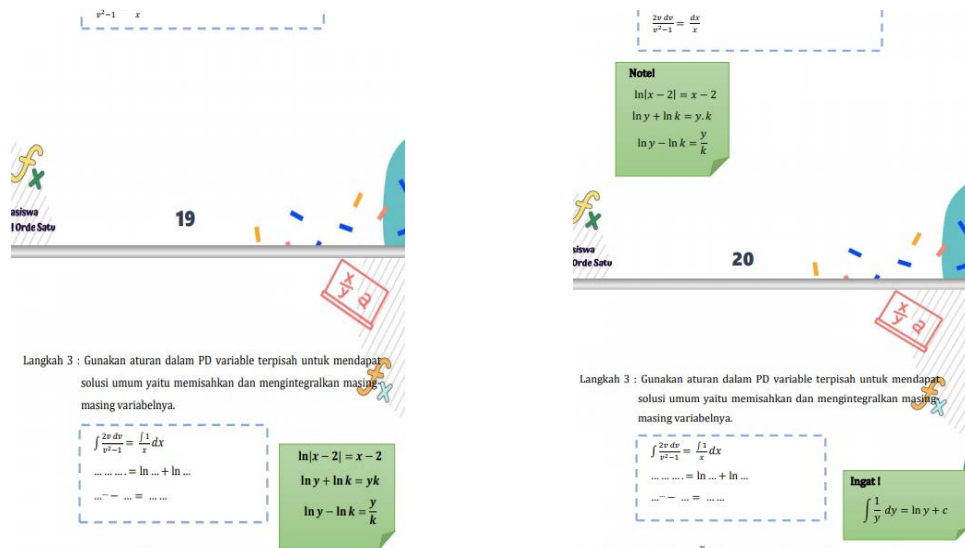 v²−1 x
asiswa
l Orde Satu
19
x/y 2
Langkah 3 : Gunakan aturan dalam PD variable terpisah untuk mendapat
solusi umum yaitu memisahkan dan mengintegralkan masing-
masing variabelnya.
∫ 2v dv/v²−1 = ∫1/x dx
... ... ... . = ln ... + ln ...
...¨¨ − ... = ... ...
ln|x − 2| = x − 2
ln y + ln k = yk
ln y − ln k = y/k
2v dv/v²−1 = dx/x
Note!
ln|x − 2| = x − 2
ln y + ln k = y.k
ln y − ln k = y/k
siswa
Orde Satu
20
x/y 2
Langkah 3 : Gunakan aturan dalam PD variable terpisah untuk mendapat
solusi umum yaitu memisahkan dan mengintegralkan masing-
masing variabelnya.
∫ 2v dv/v²−1 = ∫1/x dx
... ... ... . = ln ... + ln ...
...¨¨ − ... = ... ...
Ingat !
∫ 1/y dy = ln y + c